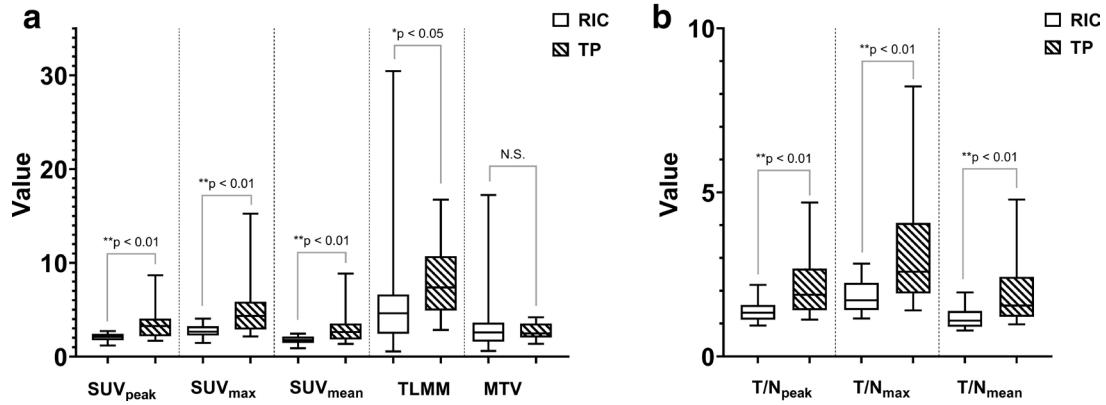 a
RIC
TP
Value
30
20
10
0
**p < 0.01
**p < 0.01
**p < 0.01
*p < 0.05
N.S.
SUVpeak
SUVmax
SUVmean
TLMM
MTV
b
RIC
TP
Value
10
5
0
**p < 0.01
**p < 0.01
**p < 0.01
T/Npeak
T/Nmax
T/Nmean